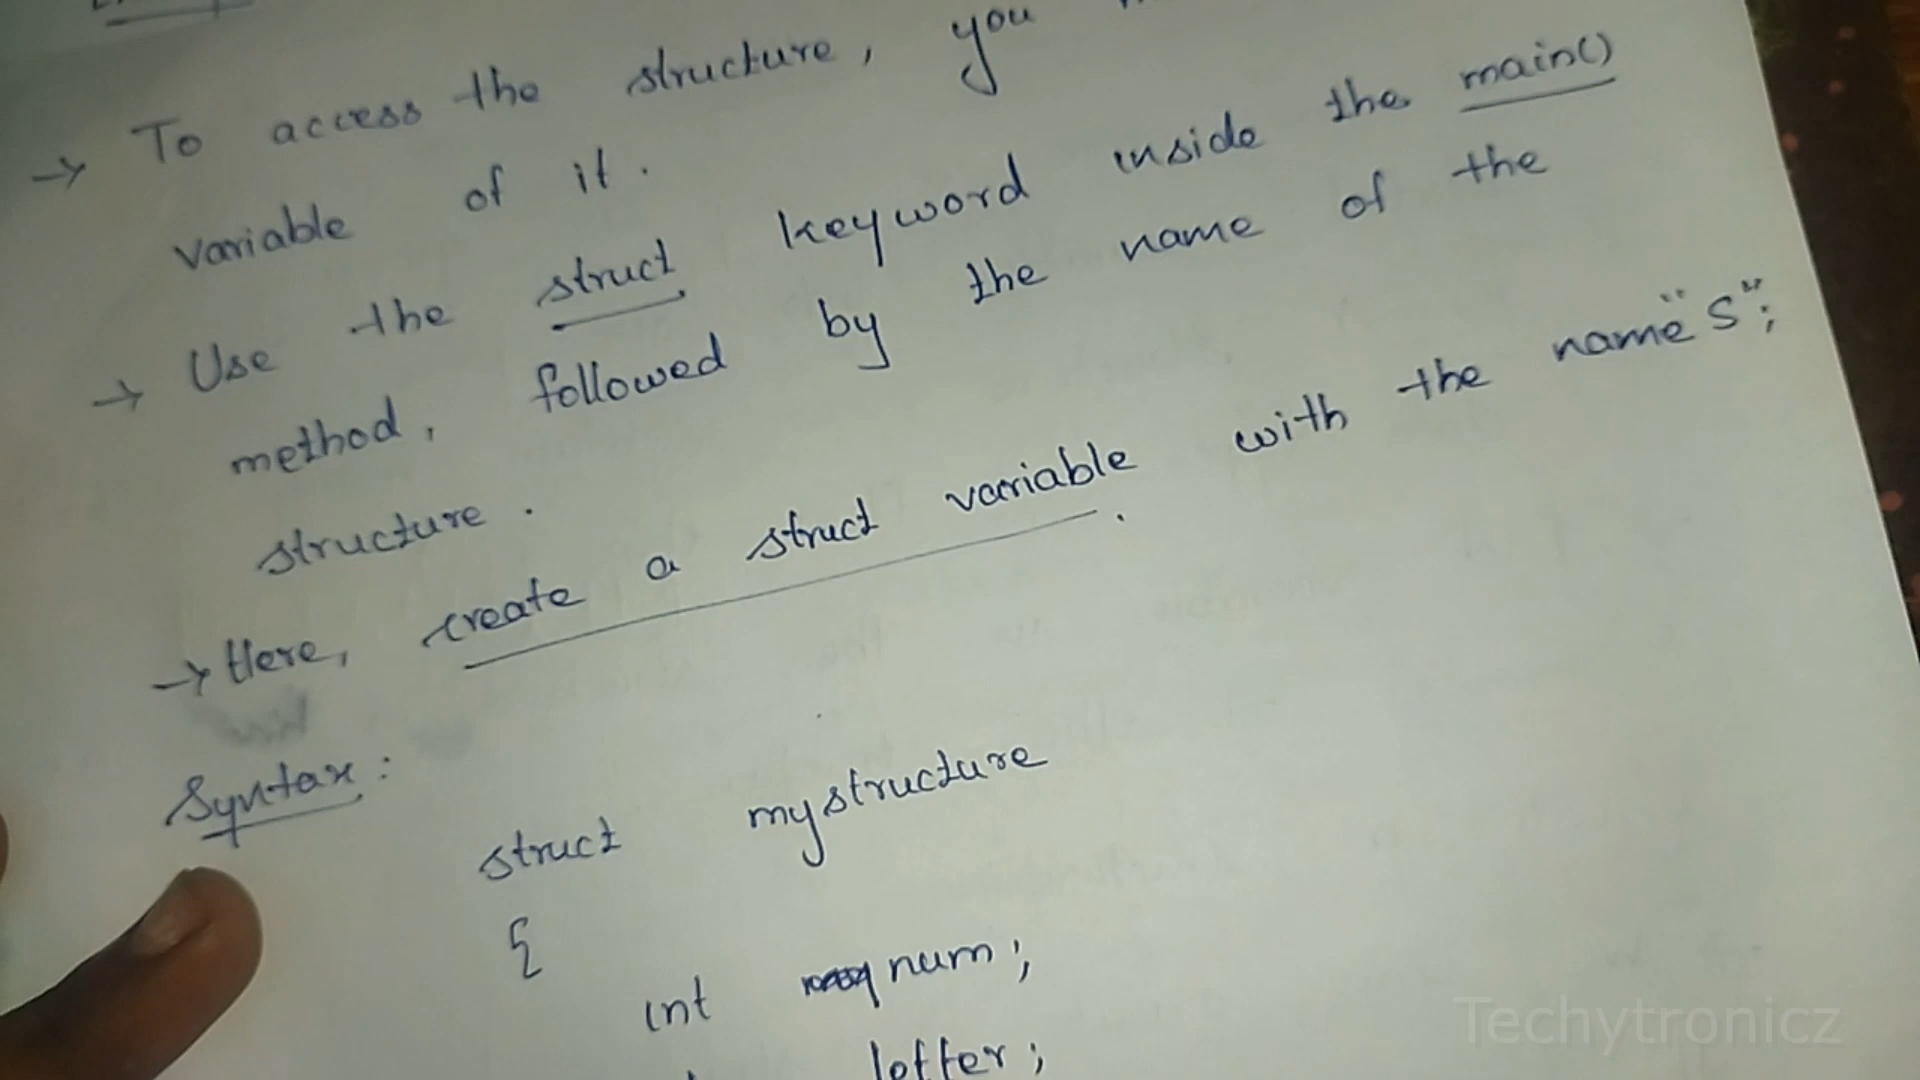 → To access the structure, you
variable of it.
→ Use the struct keyword inside the main()
method, followed by the name of the
structure.
→ Here, create a struct variable with the name "S";
Syntax:
struct mystructure
{
int num;
letter;
Techytronicz